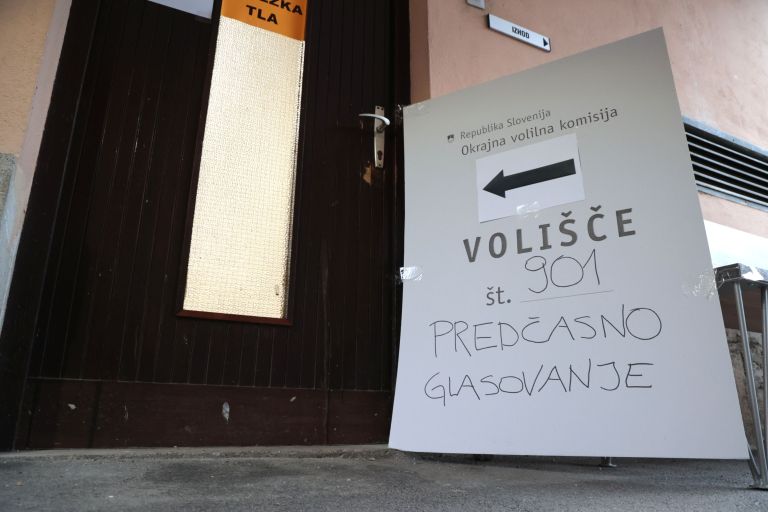 TLA
IZHOD
Republika Slovenija
Okrajna volilna komisija
VOLIŠČE
št. 901
PREDČASNO
GLASOVANJE